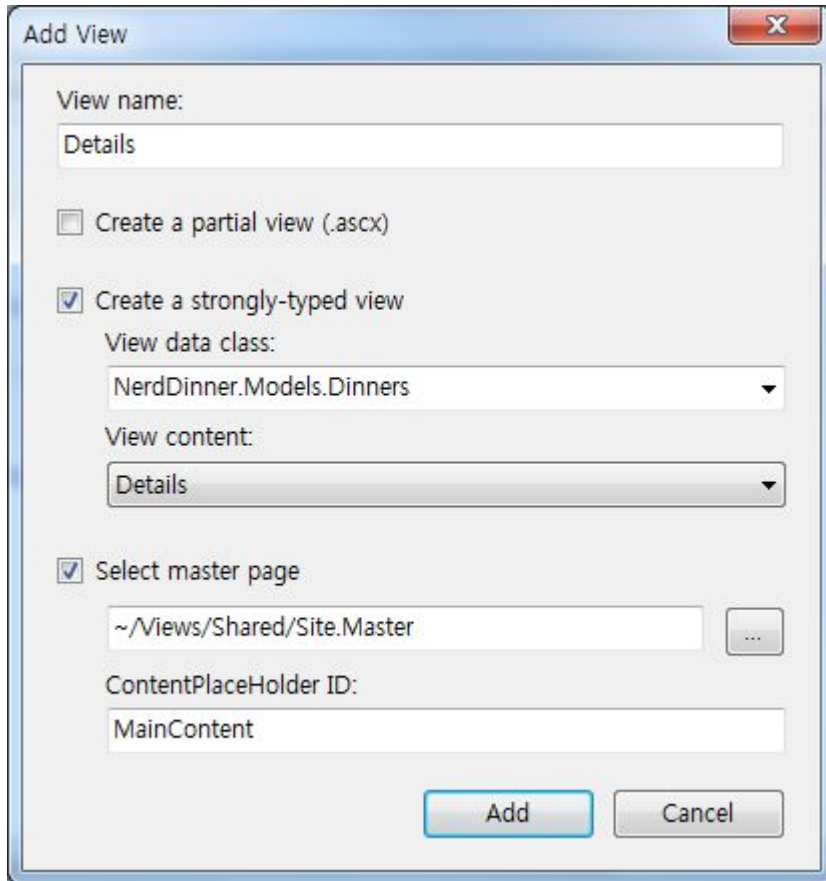 Add View
View name:
Details
Create a partial view (.ascx)
Create a strongly-typed view
View data class:
NerdDinner.Models.Dinners
View content:
Details
Select master page
~/Views/Shared/Site.Master
...
ContentPlaceHolder ID:
MainContent
Add Cancel